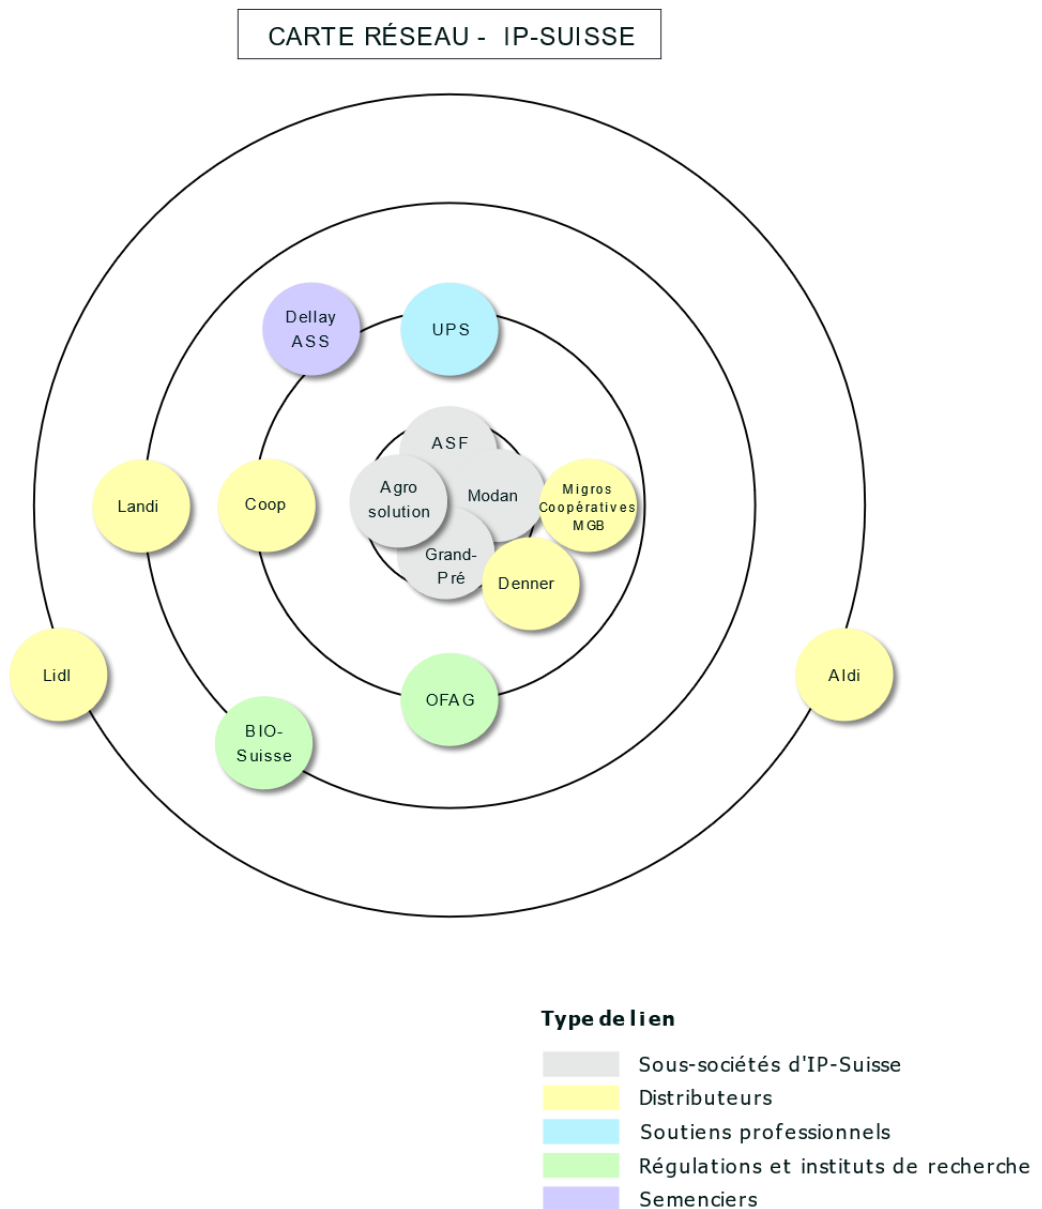 CARTE RÉSEAU - IP-SUISSE
Dellay
ASS
UPS
ASF
Agro
solution
Modan
Migros
Coopératives
MGB
Landi
Coop
Grand-
Pré
Denner
Lidl
Aldi
OFAG
BIO-
Suisse
Type de lien
Sous-sociétés d'IP-Suisse
Distributeurs
Soutiens professionnels
Régulations et instituts de recherche
Semenciers